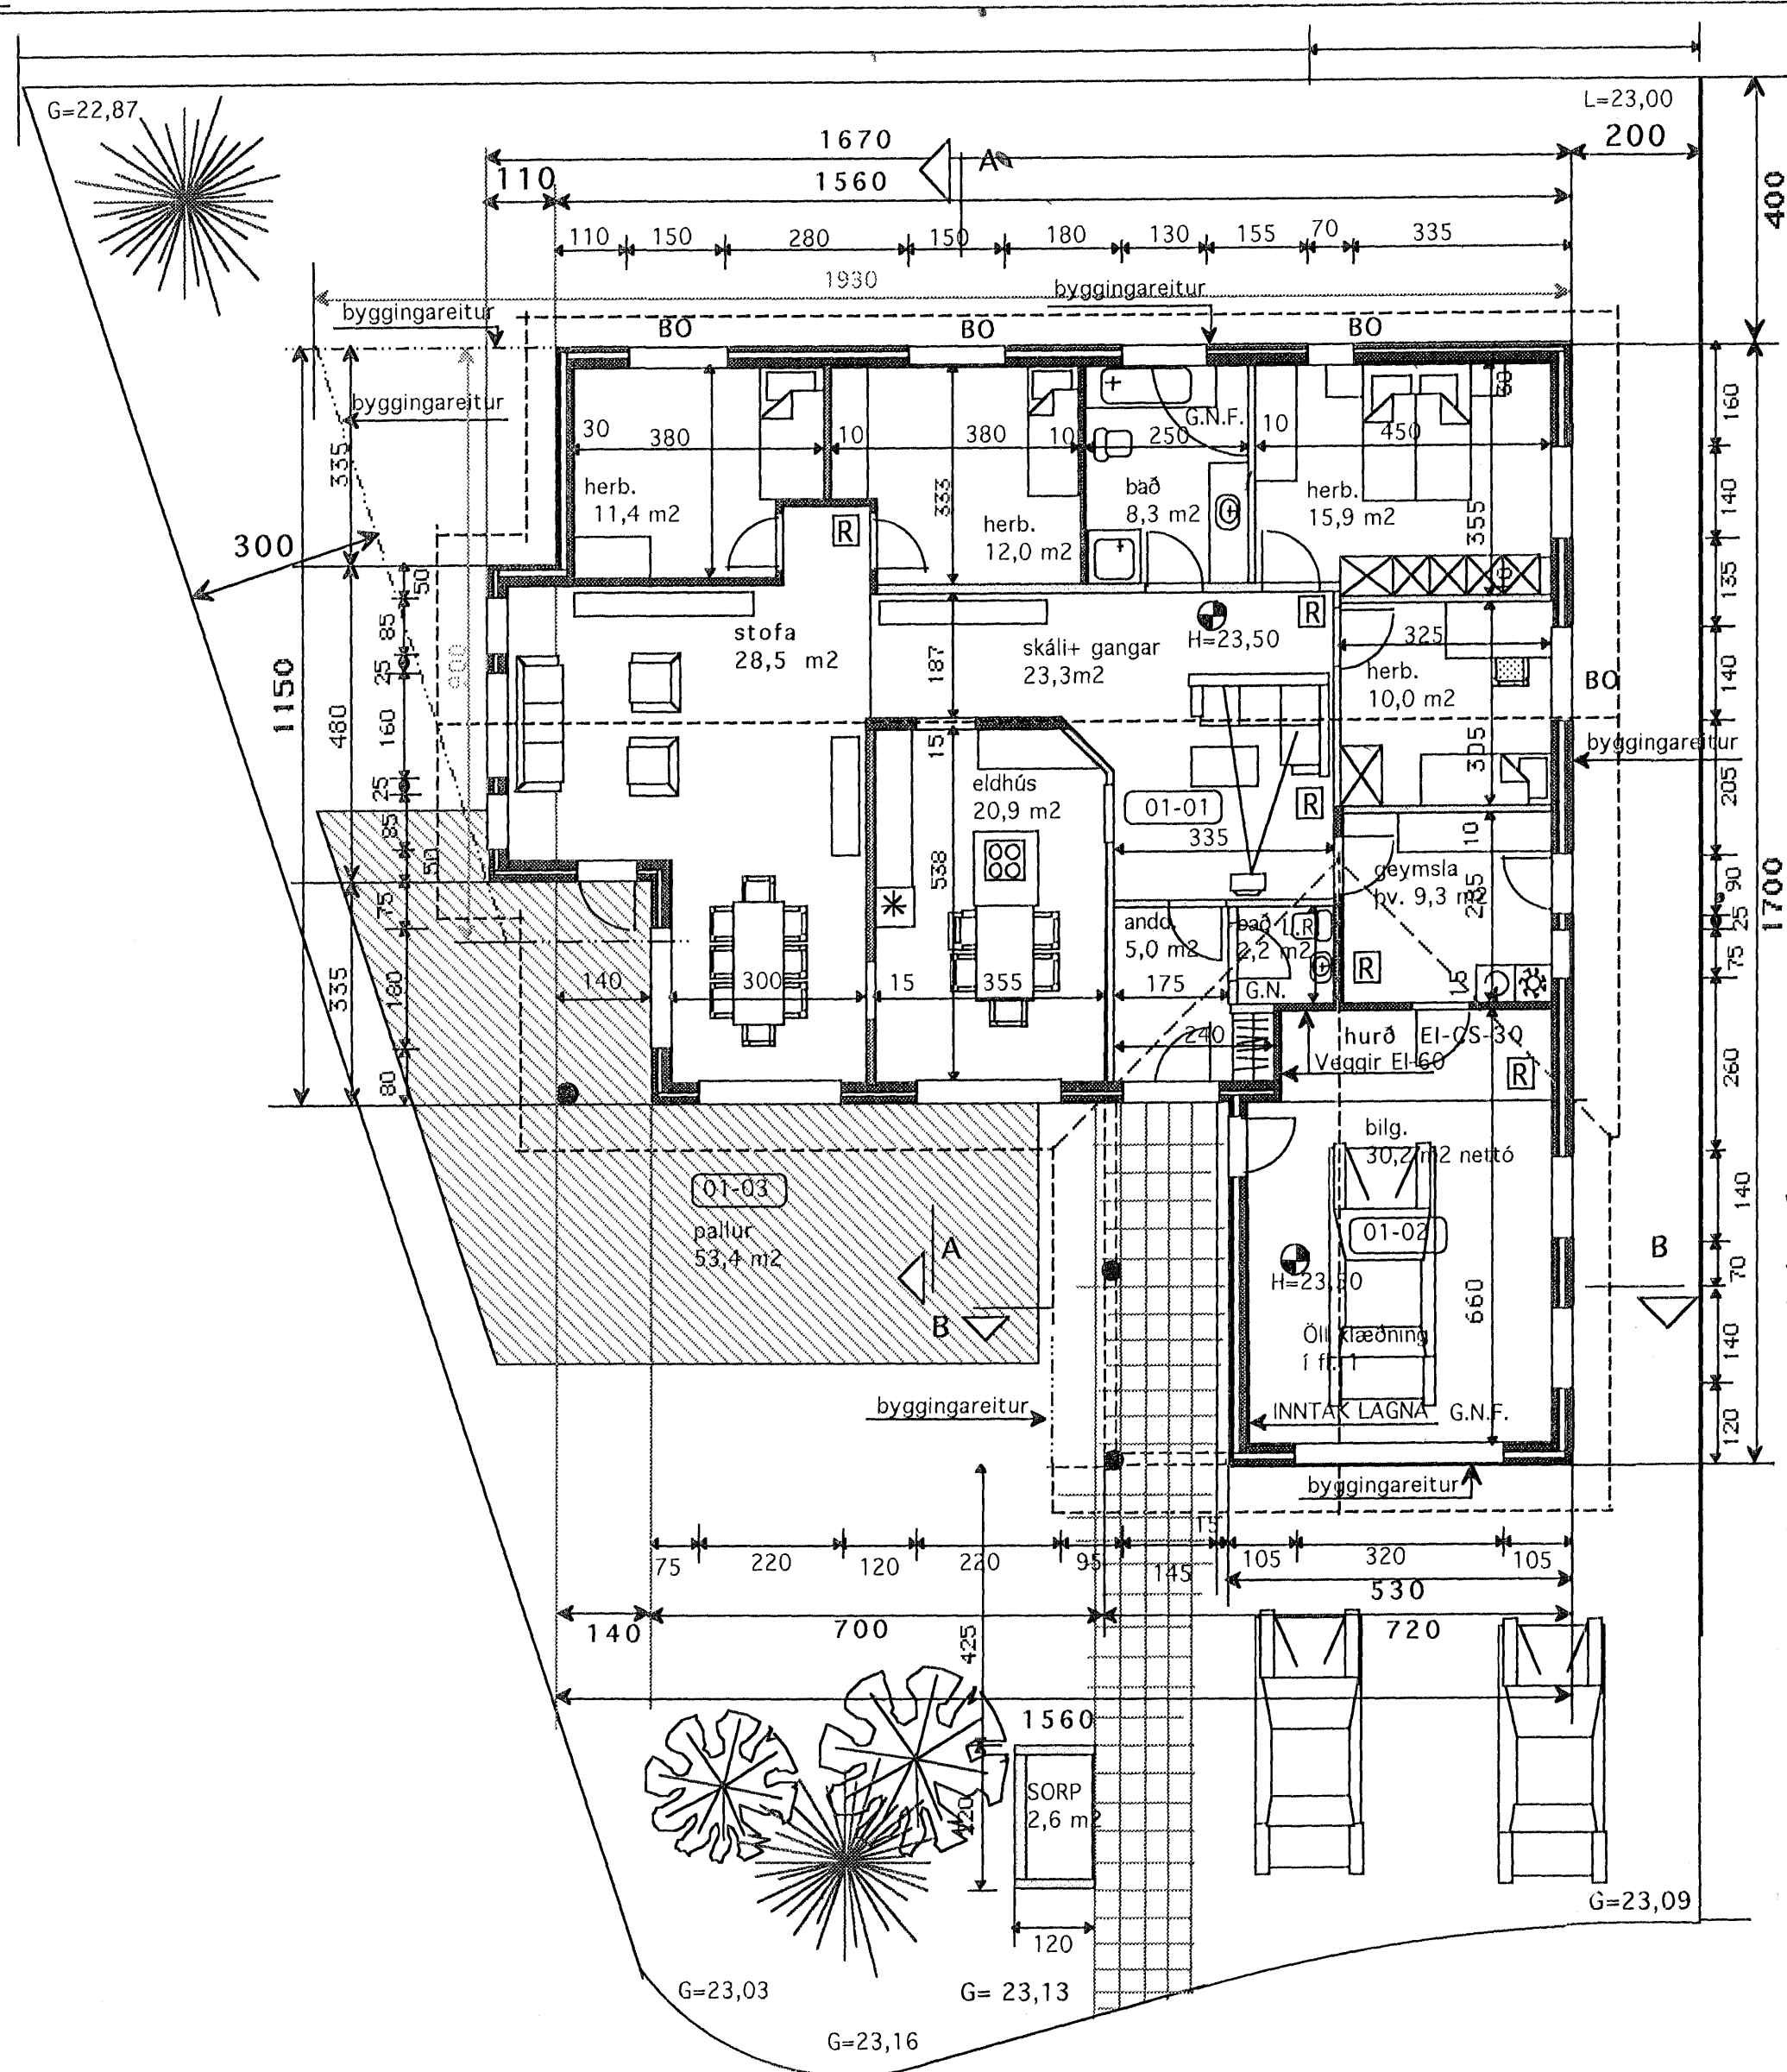 G=22,87
L=23,00
1670
200
A
110
1560
400
110 150 280 150 180 130 155 70 335
1930
byggingareitur
byggingareitur
BO
BO
BO
byggingareitur
30
380
10
380
10
250
G.N.F.
10
450
30
160
335
333
355
140
300
herb.
11,4 m2
R
herb.
12,0 m2
bað
8,3 m2
herb.
15,9 m2
135
50
85
25
160
25
85
50
75
180
80
900
1150
480
335
stofa
28,5 m2
187
skáli+ gangar
23,3m2
H=23,50
R
325
herb.
10,0 m2
140
BO
byggingareitur
305
205
15
eldhús
20,9 m2
01-01
R
335
10
geymsla
þv. 9,3 m2
90
25
75
1700
538
andd.
5,0 m2
bað
2,2 m2
R
15
140
300
15
355
175
G.N.
240
hurð EI-CS-30
Veggir EI-60
R
260
bilg.
30,2 m2 nettó
01-03
pallur
53,4 m2
A
B
01-02
H=23,50
140
B
70
660
Öll klæðning
í fl. 1
140
byggingareitur
INNTAK LAGNA G.N.F.
120
byggingareitur
15
75 220 120 220 95 145 105 320 105
530
140
700
720
425
1560
SORP
2,6 m2
120
G=23,09
G=23,03
G= 23,13
G=23,16